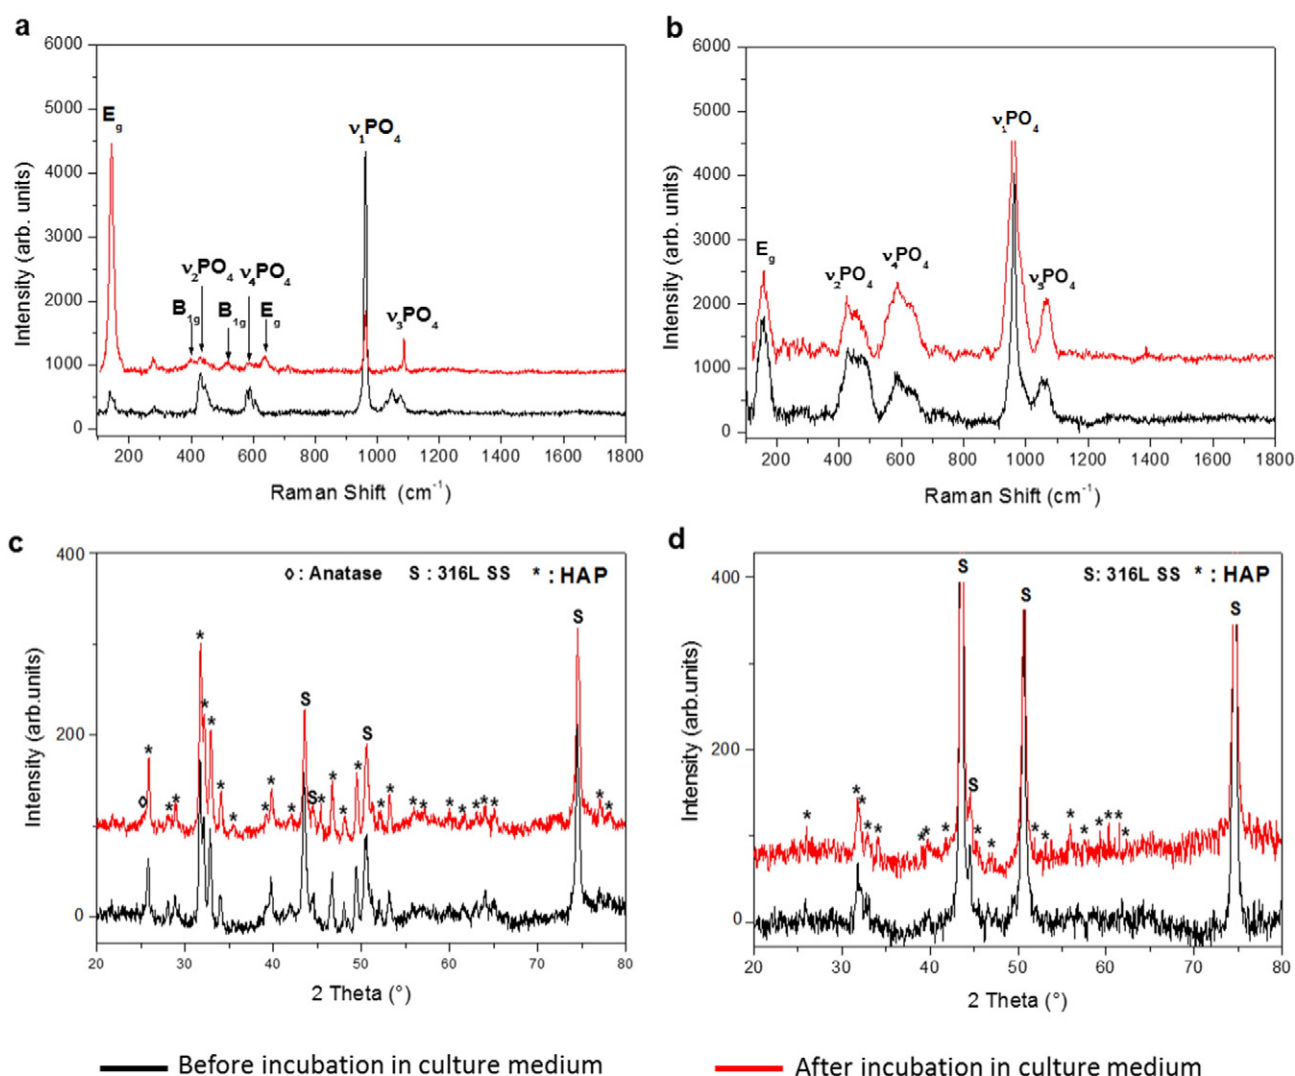 a
6000
5000
4000
3000
2000
1000
0
Intensity (arb. units)
E_g
ν₂PO₄
B₁g
ν₄PO₄
B₁g
E_g
ν₁PO₄
ν₃PO₄
200 400 600 800 1000 1200 1400 1600 1800
Raman Shift (cm⁻¹)
b
6000
5000
4000
3000
2000
1000
0
Intensity (arb. units)
E_g
ν₂PO₄
ν₄PO₄
ν₁PO₄
ν₃PO₄
200 400 600 800 1000 1200 1400 1600 1800
Raman Shift (cm⁻¹)
c
400
200
0
Intensity (arb.units)
◊ : Anatase S : 316L SS * : HAP
◊ * * * * * * * * * * * S S * * * * S * * * * * * * * * S * *
20 30 40 50 60 70 80
2 Theta (°)
d
400
200
0
Intensity (arb.units)
S: 316L SS * : HAP
* * * * * * * * S S * * S * * * * * * * * S
20 30 40 50 60 70 80
2 Theta (°)
Before incubation in culture medium
After incubation in culture medium